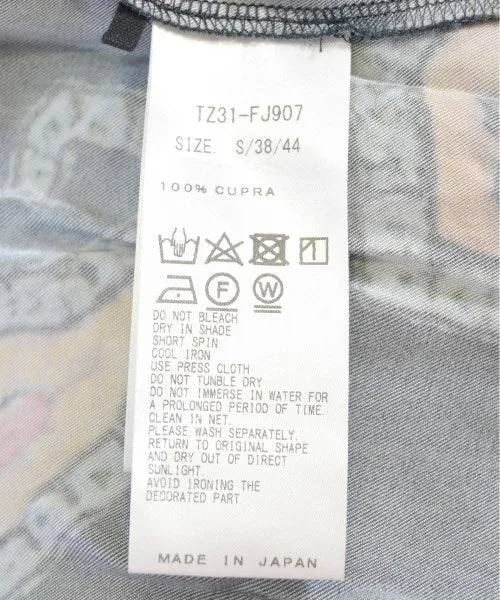 TZ31-FJ907
SIZE. S/38/44
100% CUPRA
F W
DO NOT BLEACH
DRY IN SHADE
SHORT SPIN
COOL IRON
USE PRESS CLOTH
DO NOT TUNBLE DRY
DO NOT IMMERSE IN WATER FOR
A PROLONGED PERIOD OF TIME.
CLEAN IN NET.
PLEASE WASH SEPARATELY.
RETURN TO ORIGINAL SHAPE
AND DRY OUT OF DIRECT
SUNLIGHT.
AVOID IRONING THE
DECORATED PART
MADE IN JAPAN